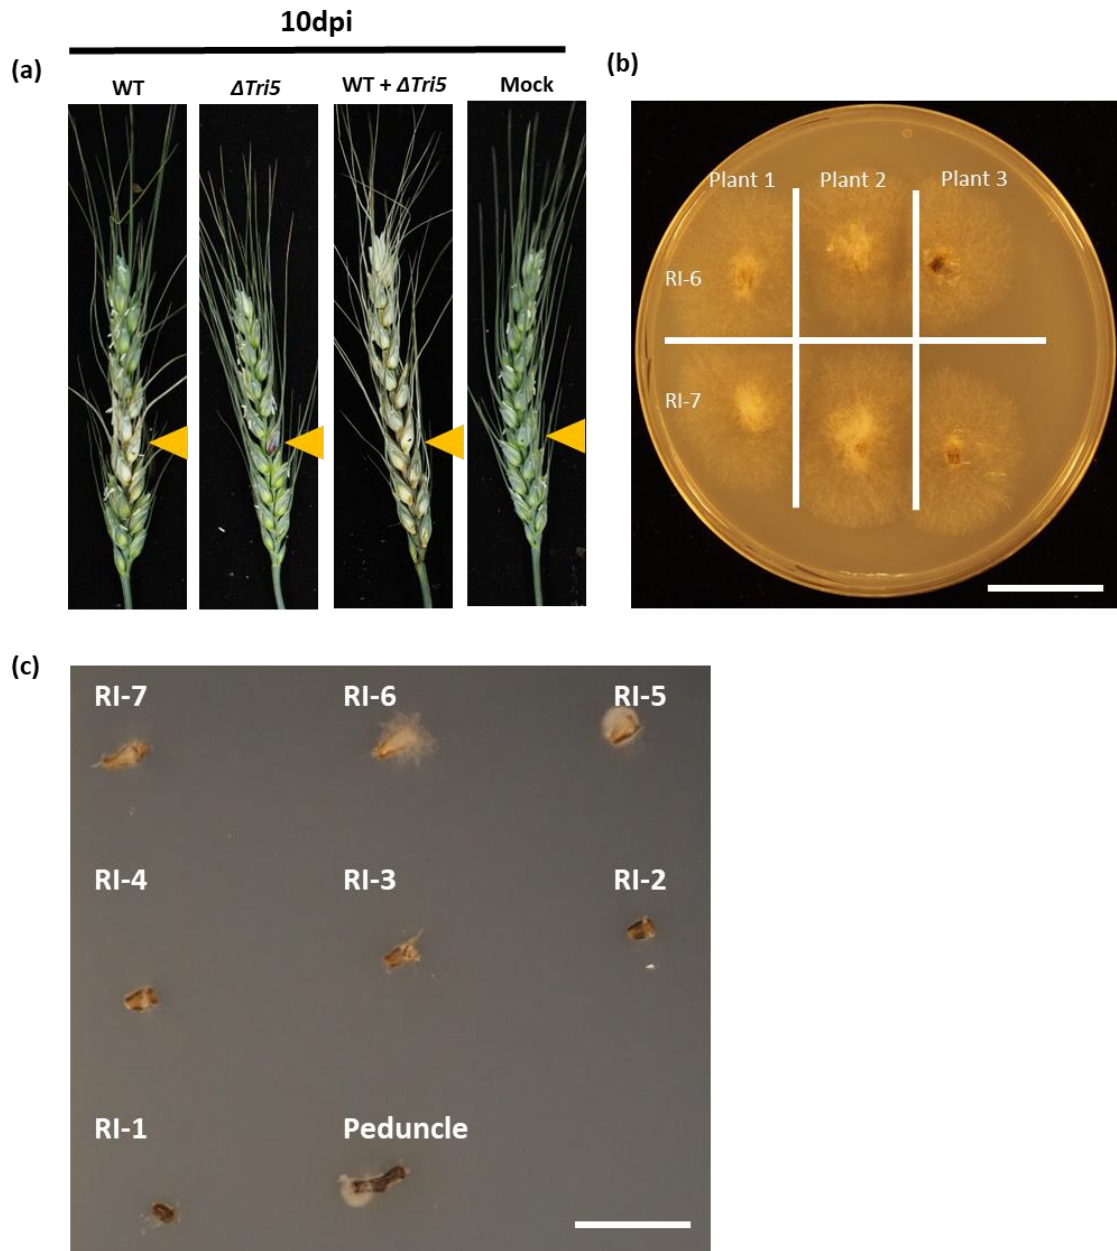 10dpi
(a)
WT
ΔTri5
WT + ΔTri5
Mock
(b)
Plant 1
Plant 2
Plant 3
RI-6
RI-7
(c)
RI-7
RI-6
RI-5
RI-4
RI-3
RI-2
RI-1
Peduncle